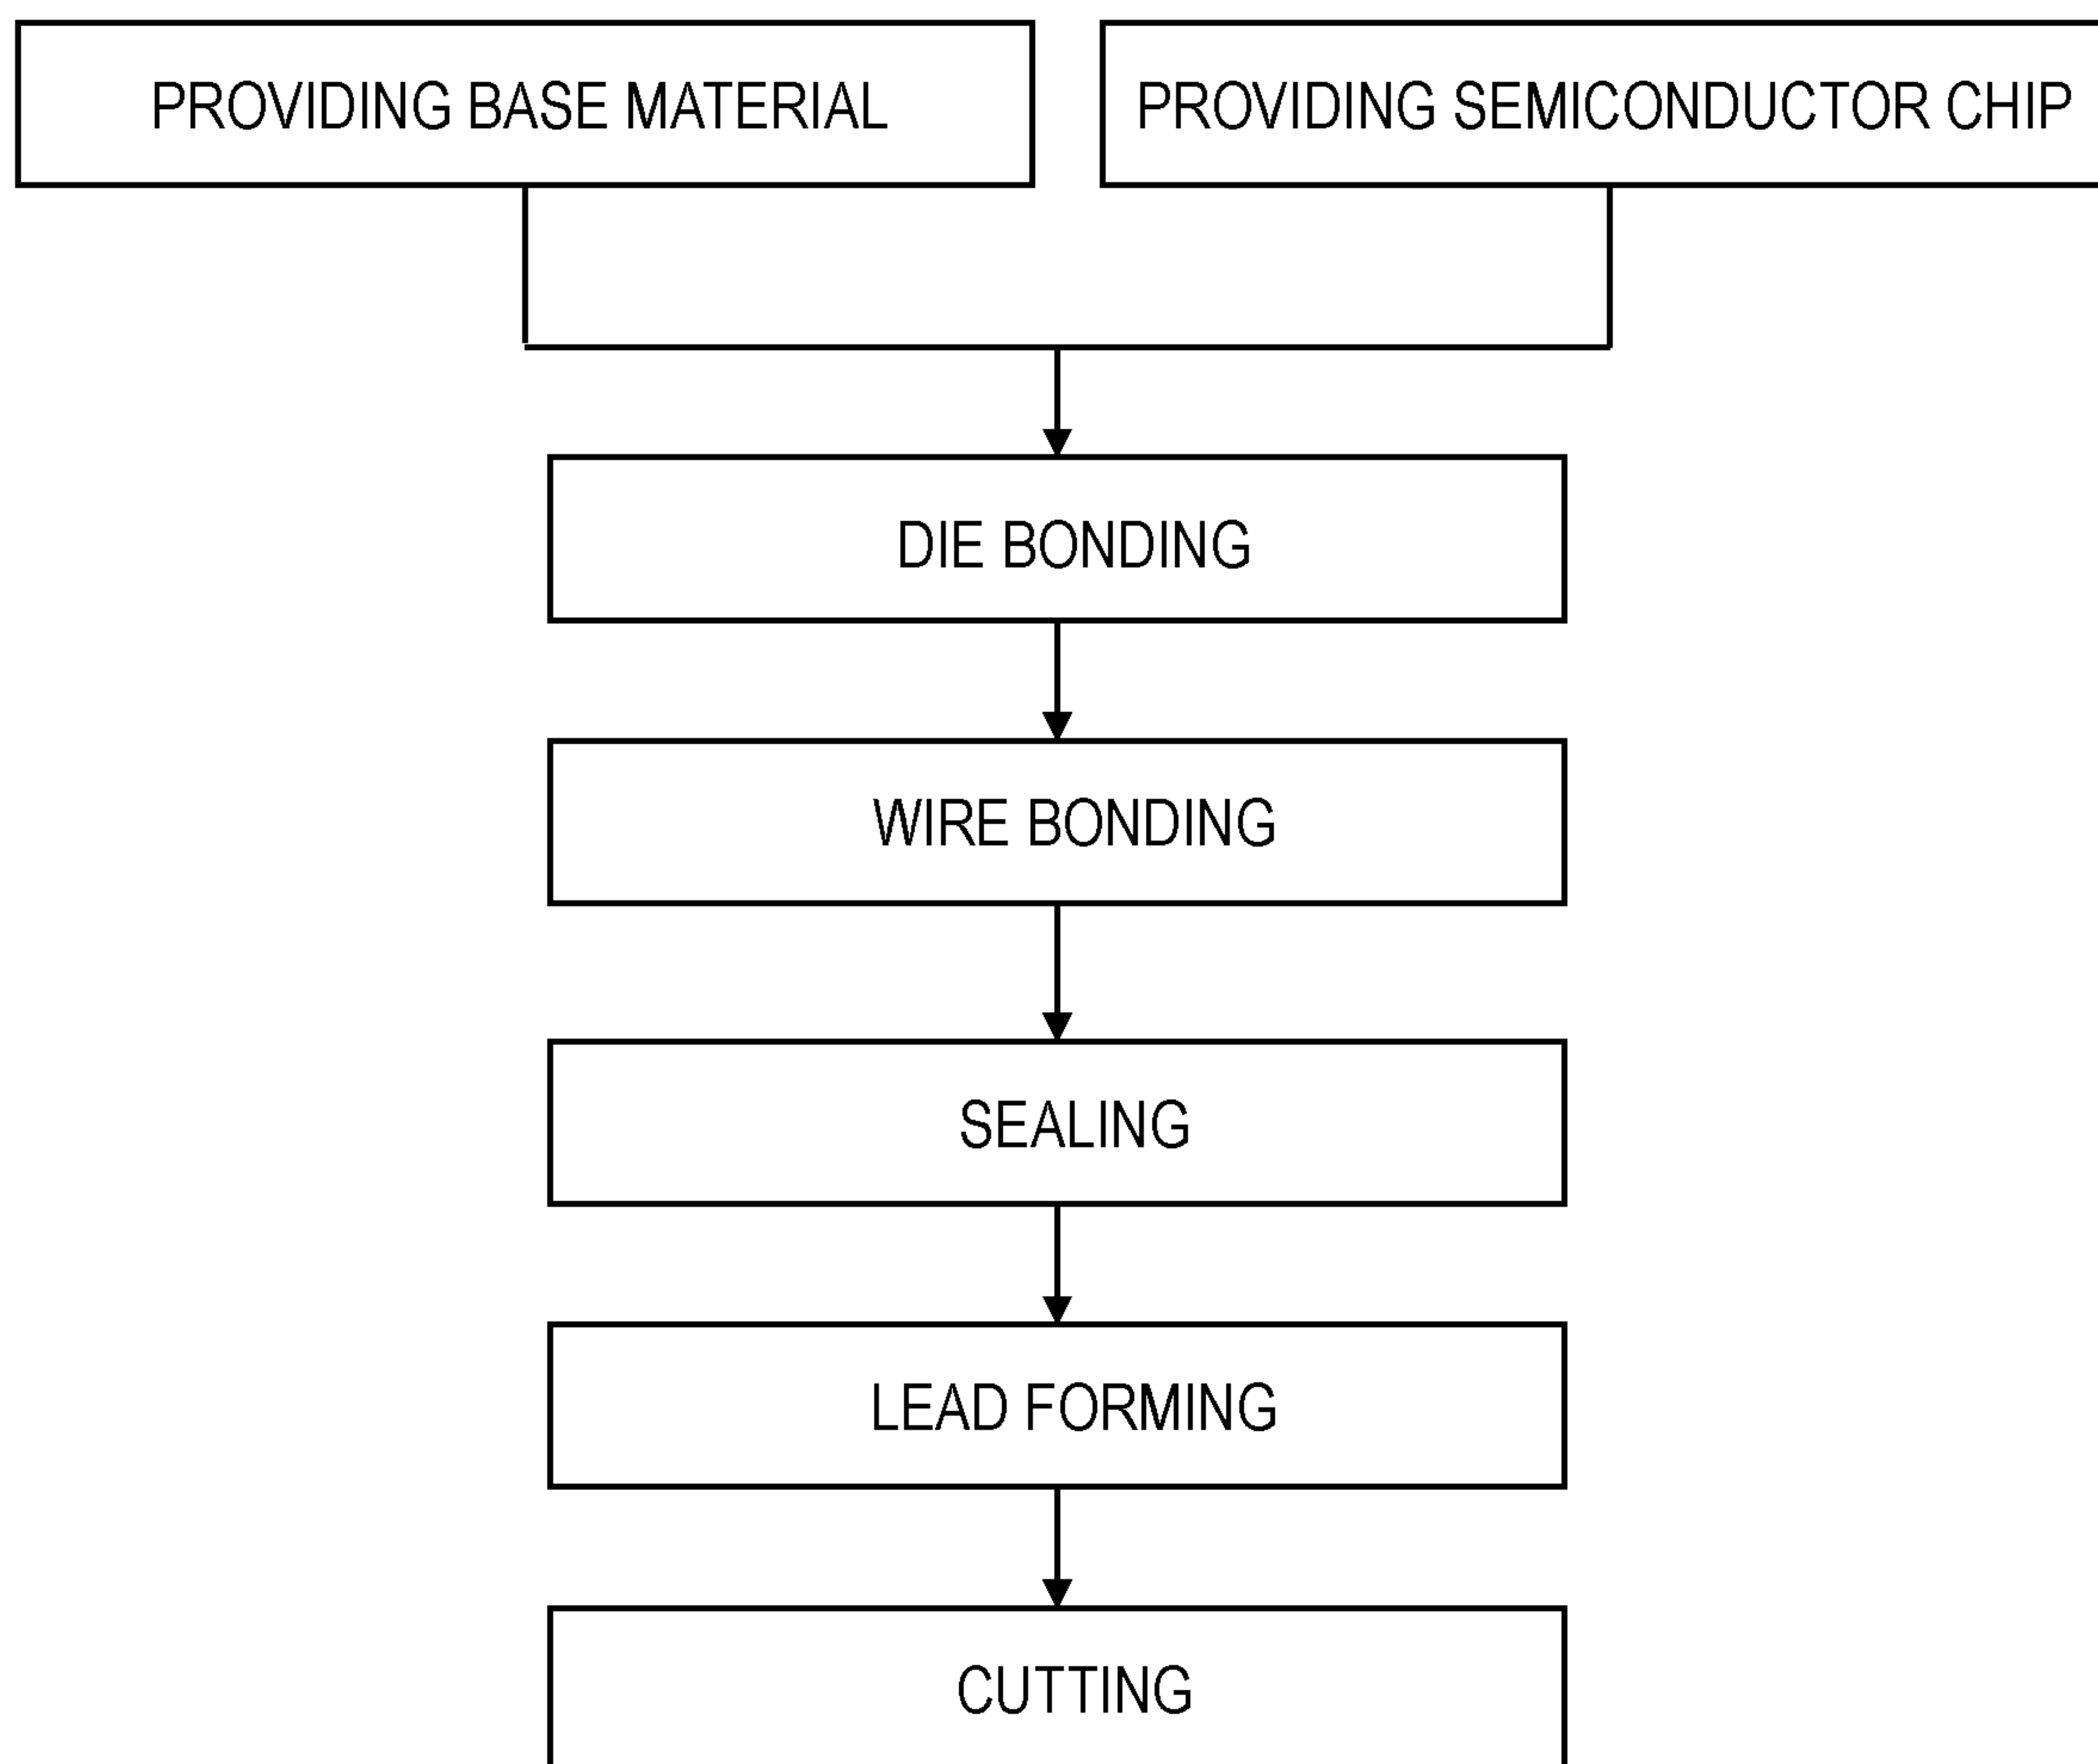 PROVIDING BASE MATERIAL
PROVIDING SEMICONDUCTOR CHIP
DIE BONDING
WIRE BONDING
SEALING
LEAD FORMING
CUTTING